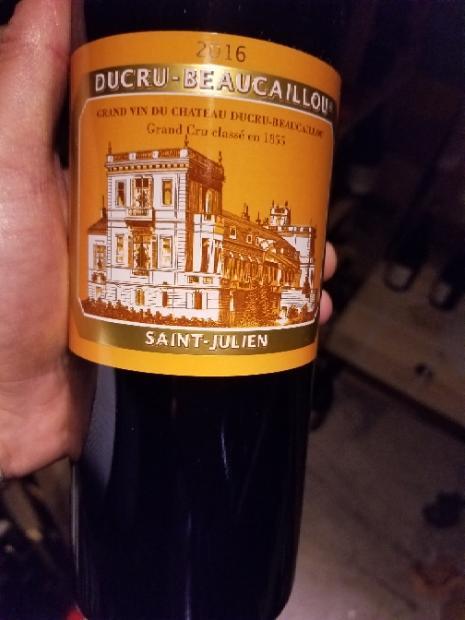 2016
DUCRU-BEAUCAILLOU
GRAND VIN DU CHATEAU DUCRU-BEAUCAILLOU
Grand Cru classé en 1855
SAINT-JULIEN